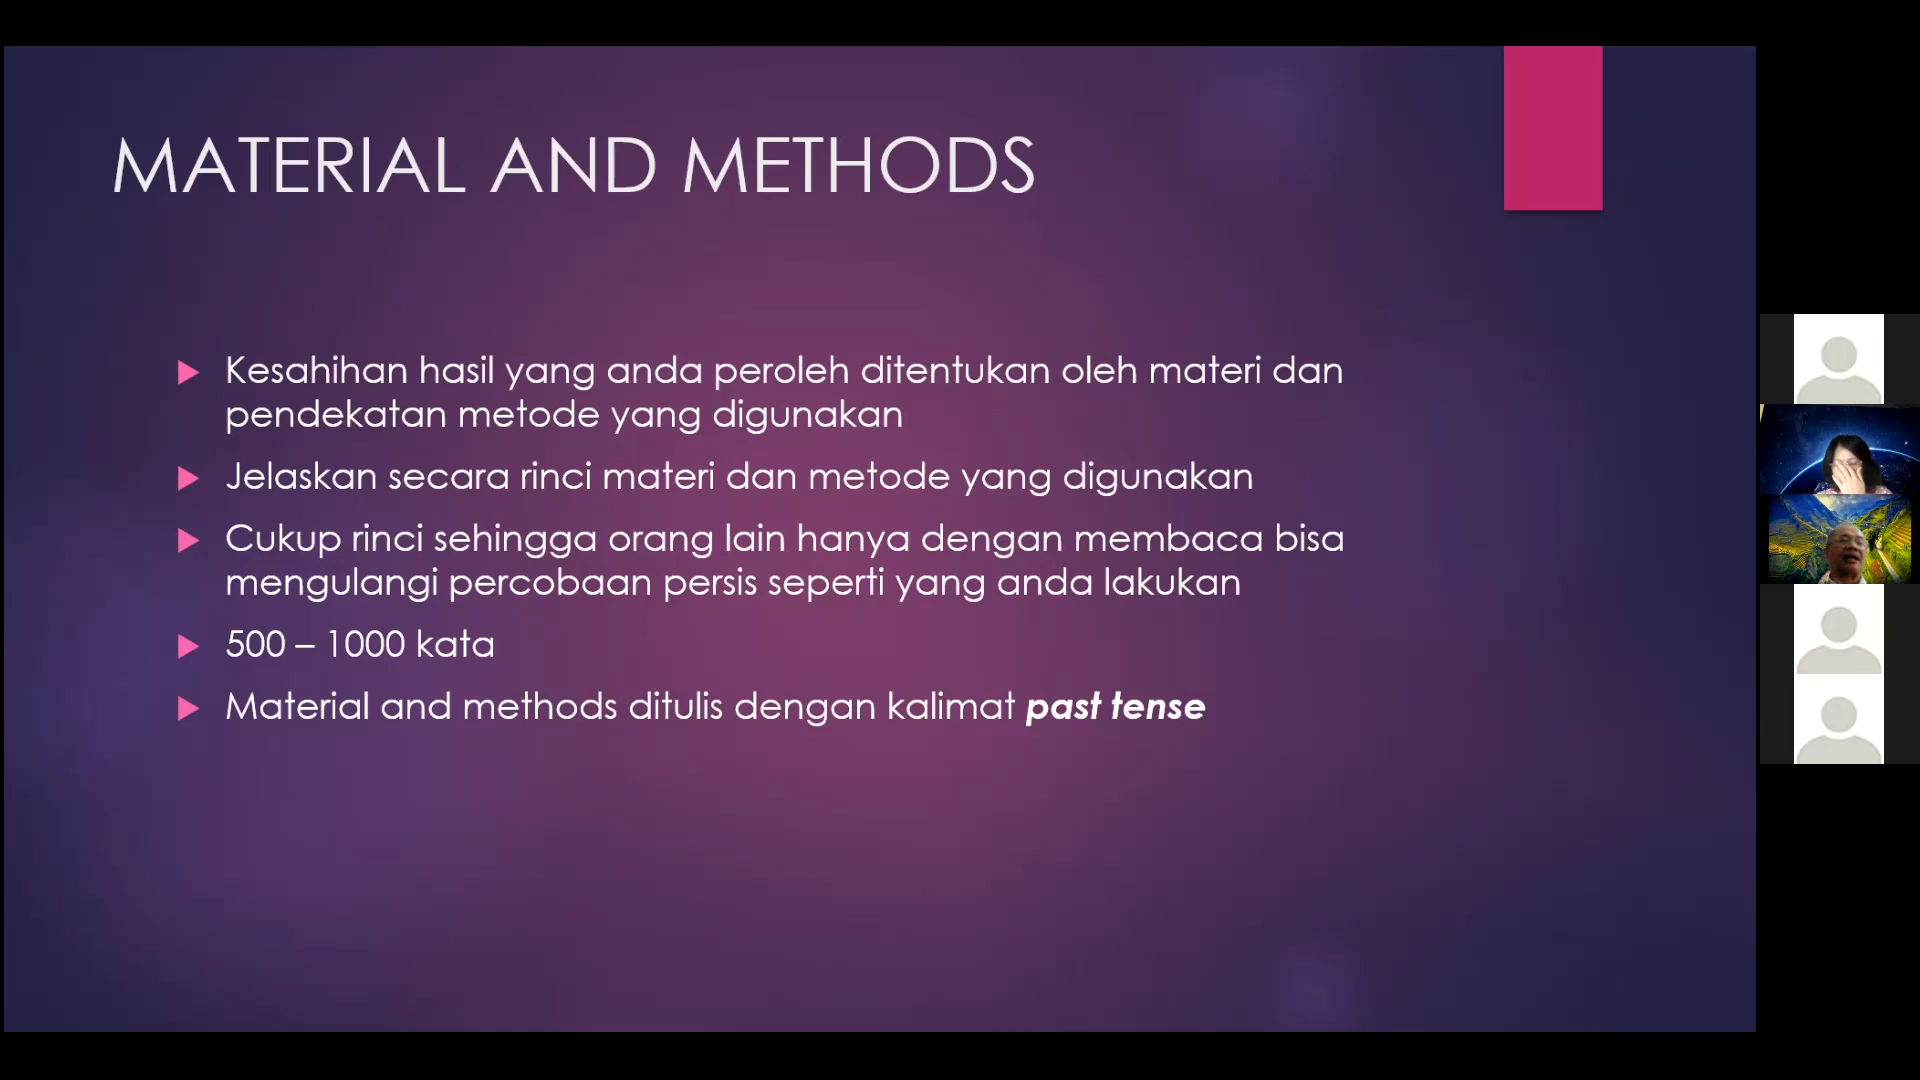 MATERIAL AND METHODS
Kesahihan hasil yang anda peroleh ditentukan oleh materi dan
pendekatan metode yang digunakan
Jelaskan secara rinci materi dan metode yang digunakan
Cukup rinci sehingga orang lain hanya dengan membaca bisa
mengulangi percobaan persis seperti yang anda lakukan
500 – 1000 kata
Material and methods ditulis dengan kalimat past tense